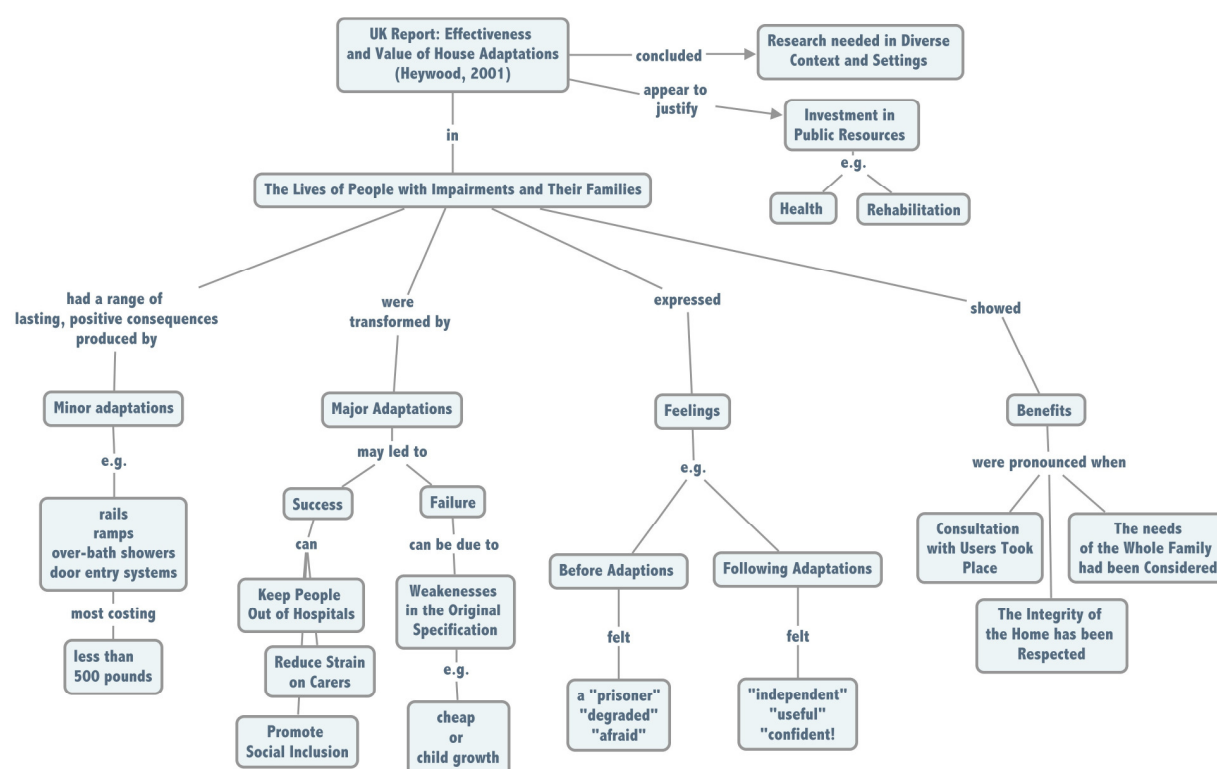 UK Report: Effectiveness
and Value of House Adaptations
(Heywood, 2001)
concluded
Research needed in Diverse
Context and Settings
appear to
justify
Investment in
Public Resources
e.g.
Health
Rehabilitation
in
The Lives of People with Impairments and Their Families
had a range of
lasting, positive consequences
produced by
Minor adaptations
e.g.
rails
ramps
over-bath showers
door entry systems
most costing
less than
500 pounds
were
transformed by
Major Adaptations
may led to
Success
can
Keep People
Out of Hospitals
Reduce Strain
on Carers
Promote
Social Inclusion
Failure
can be due to
Weakenesses
in the Original
Specification
e.g.
cheap
or
child growth
expressed
Feelings
e.g.
Before Adaptions
felt
a "prisoner"
"degraded"
"afraid"
Following Adaptations
felt
"independent"
"useful"
"confident!
showed
Benefits
were pronounced when
Consultation
with Users Took
Place
The Integrity of
the Home has been
Respected
The needs
of the Whole Family
had been Considered